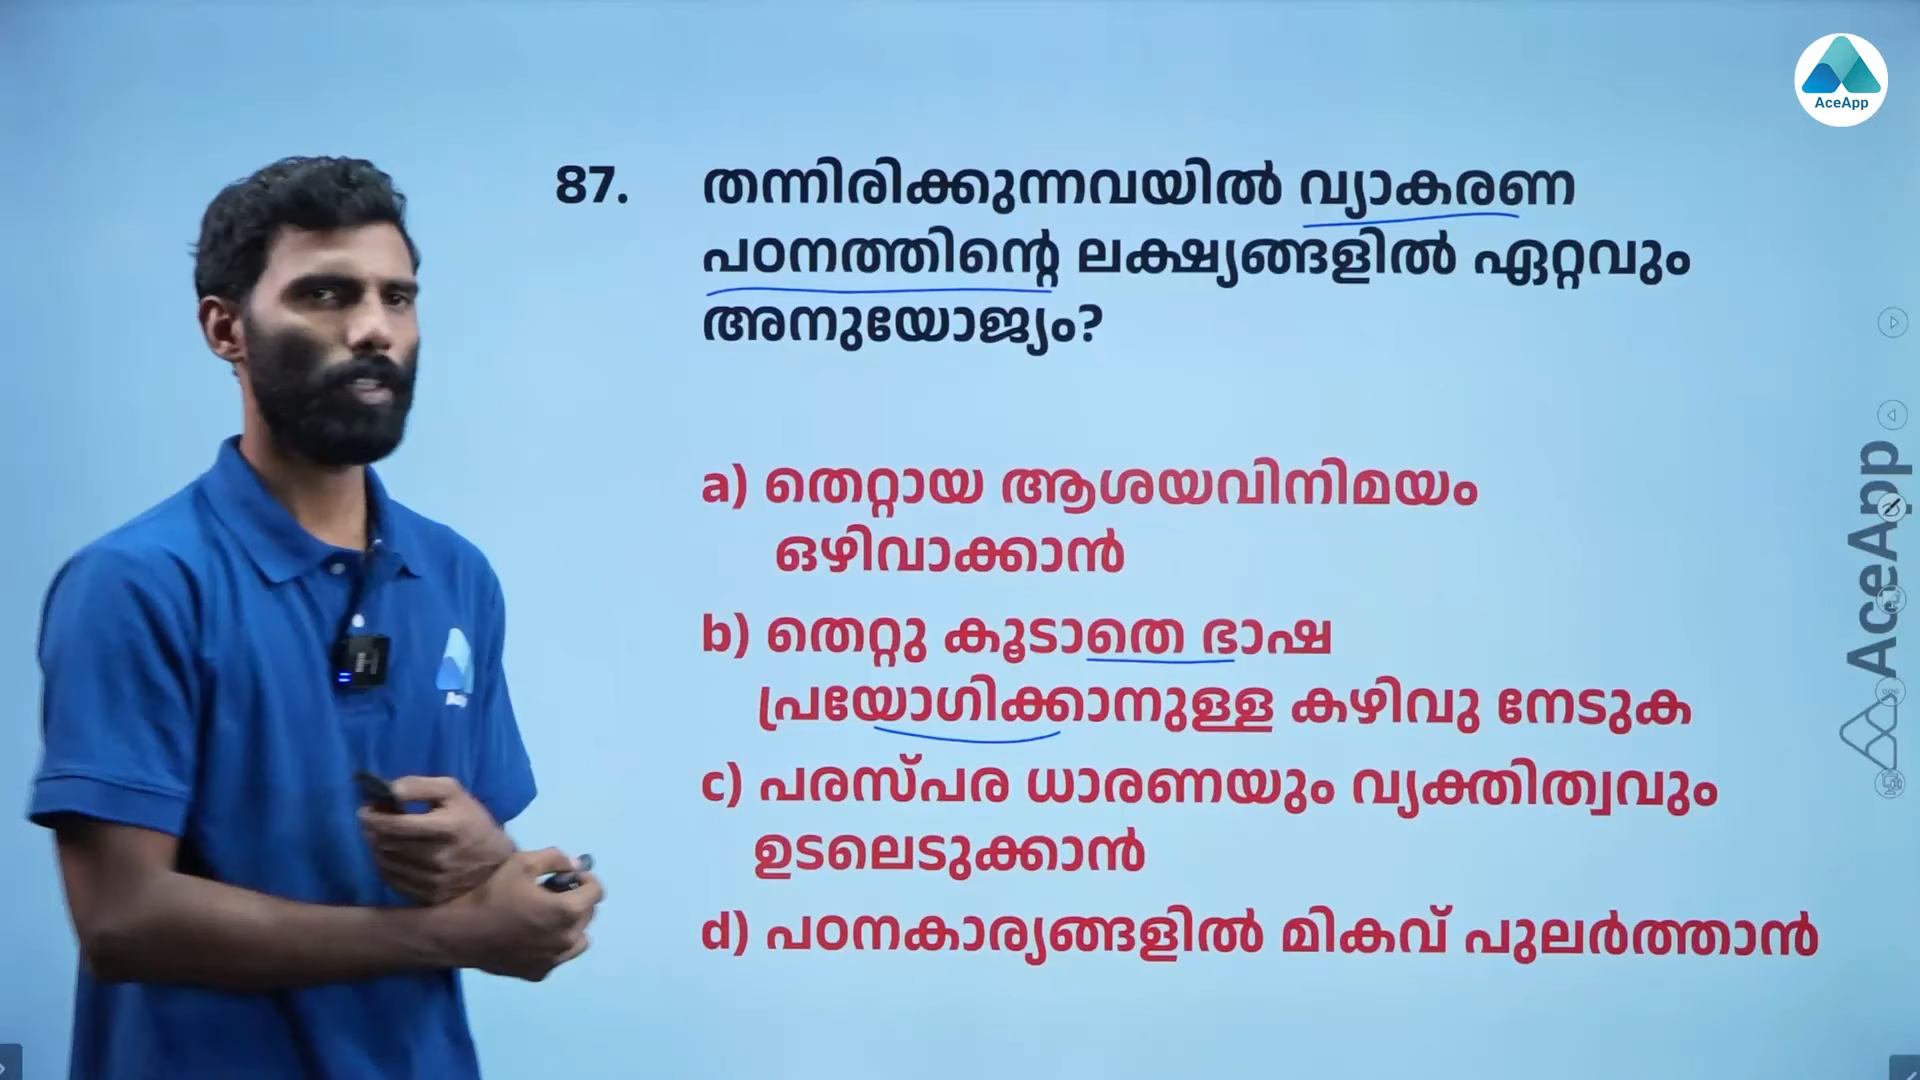 AceApp
87. തന്നിരിക്കുന്നവയിൽ വ്യാകരണ
പഠനത്തിന്റെ ലക്ഷ്യങ്ങളിൽ ഏറ്റവും
അനുയോജ്യം?
a) തെറ്റായ ആശയവിനിമയം
ഒഴിവാക്കാൻ
b) തെറ്റു കൂടാതെ ഭാഷ
പ്രയോഗിക്കാനുള്ള കഴിവു നേടുക
c) പരസ്പര ധാരണയും വ്യക്തിത്വവും
ഉടലെടുക്കാൻ
d) പഠനകാര്യങ്ങളിൽ മികവ് പുലർത്താൻ
AceApp